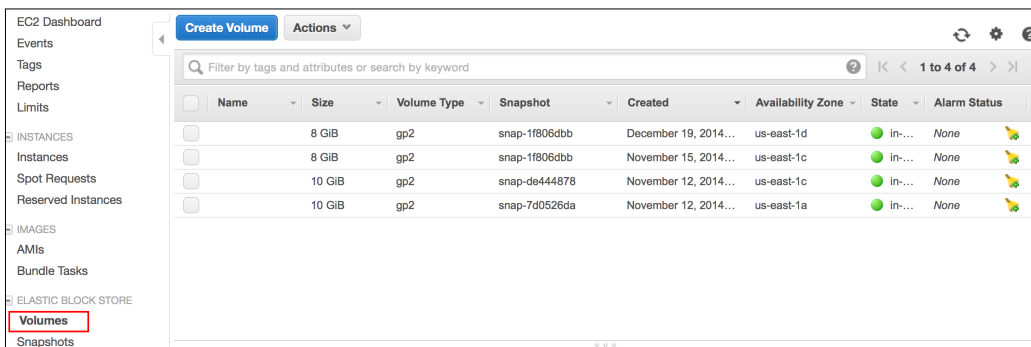 EC2 Dashboard
Events
Tags
Reports
Limits
INSTANCES
Instances
Spot Requests
Reserved Instances
IMAGES
AMIs
Bundle Tasks
ELASTIC BLOCK STORE
Volumes
Snapshots
Create Volume Actions
Filter by tags and attributes or search by keyword 1 to 4 of 4
Name Size Volume Type Snapshot Created Availability Zone State Alarm Status
8 GiB gp2 snap-1f806dbb December 19, 2014... us-east-1d in-... None
8 GiB gp2 snap-1f806dbb November 15, 2014... us-east-1c in-... None
10 GiB gp2 snap-de444878 November 12, 2014... us-east-1c in-... None
10 GiB gp2 snap-7d0526da November 12, 2014... us-east-1a in-... None